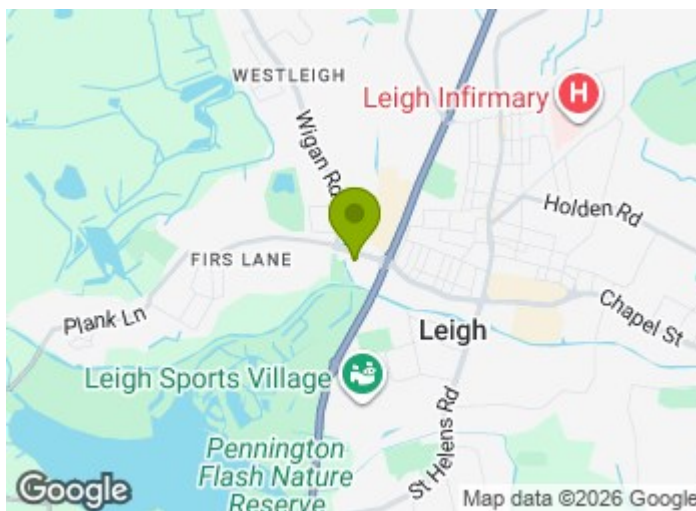 WESTLEIGH
Leigh Infirmary
H
Wigan Rd
Holden Rd
FIRS LANE
Plank Ln
Chapel St
Leigh
Leigh Sports Village
St Helens Rd
Pennington
Flash Nature
Reserve
Google
Map data ©2026 Google